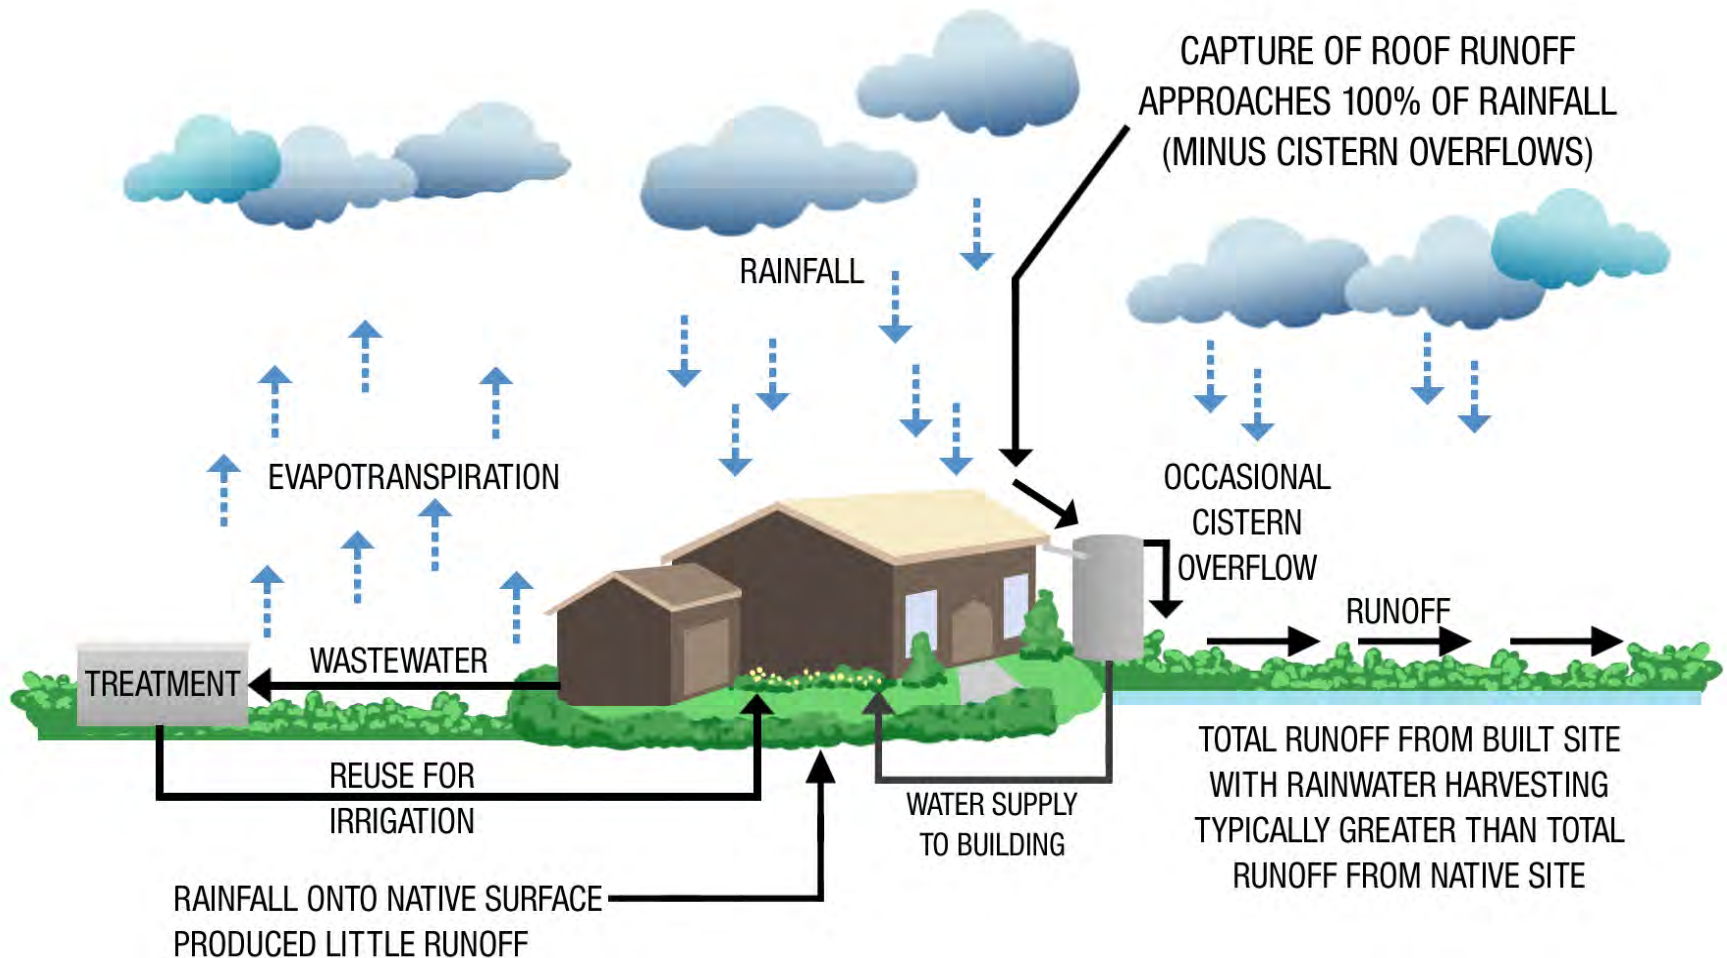 CAPTURE OF ROOF RUNOFF
APPROACHES 100% OF RAINFALL
(MINUS CISTERN OVERFLOWS)
RAINFALL
EVAPOTRANSPIRATION
OCCASIONAL
CISTERN
OVERFLOW
RUNOFF
WASTEWATER
TREATMENT
REUSE FOR
IRRIGATION
WATER SUPPLY
TO BUILDING
TOTAL RUNOFF FROM BUILT SITE
WITH RAINWATER HARVESTING
TYPICALLY GREATER THAN TOTAL
RUNOFF FROM NATIVE SITE
RAINFALL ONTO NATIVE SURFACE
PRODUCED LITTLE RUNOFF